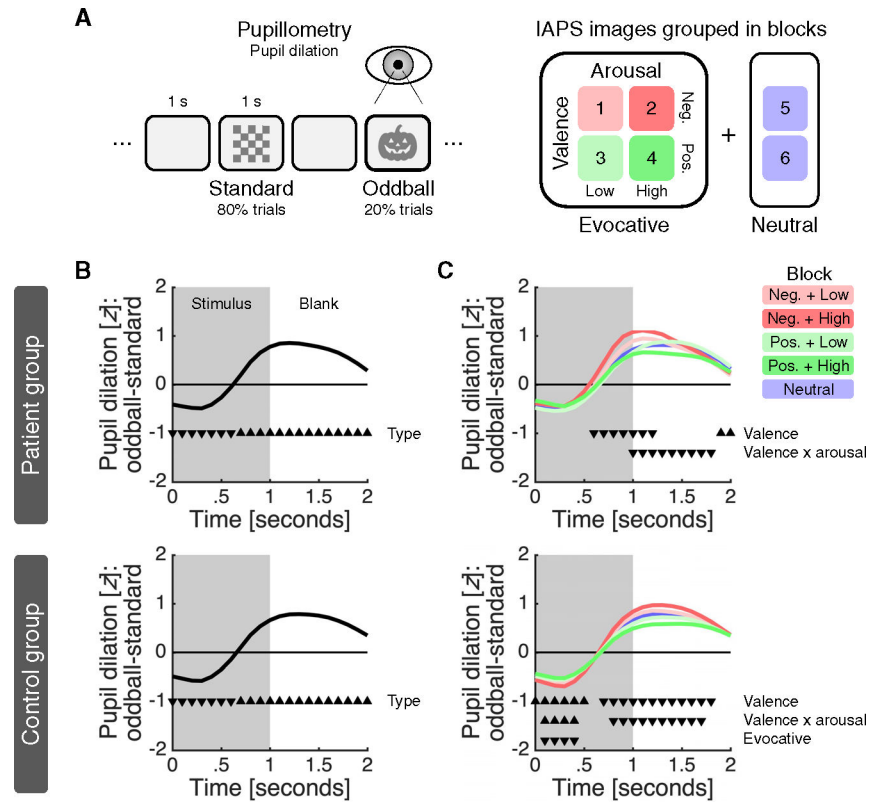 A
Pupillometry
Pupil dilation
1 s
1 s
...
...
Standard
80% trials
Oddball
20% trials
IAPS images grouped in blocks
Arousal
Valence
1
2
Neg.
3
4
Pos.
Low
High
Evocative
+
5
6
Neutral
Patient group
B
Pupil dilation [z]:
oddball-standard
2
1
0
-1
-2
Stimulus
Blank
Type
0
.5
1
1.5
2
Time [seconds]
C
Pupil dilation [z]:
oddball-standard
2
1
0
-1
-2
Block
Neg. + Low
Neg. + High
Pos. + Low
Pos. + High
Neutral
Valence
Valence x arousal
0
.5
1
1.5
2
Time [seconds]
Control group
Pupil dilation [z]:
oddball-standard
2
1
0
-1
-2
Type
0
.5
1
1.5
2
Time [seconds]
Pupil dilation [z]:
oddball-standard
2
1
0
-1
-2
Valence
Valence x arousal
Evocative
0
.5
1
1.5
2
Time [seconds]